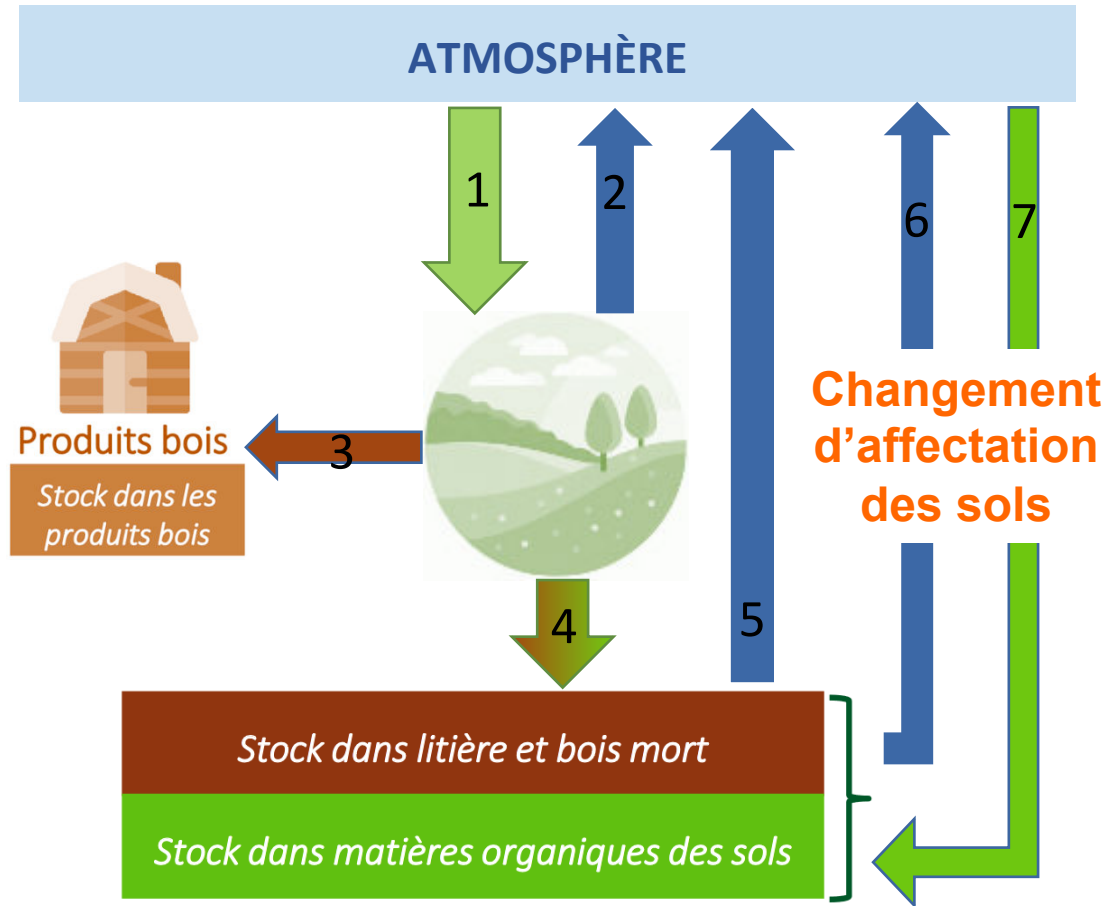 ATMOSPHÈRE
1
2
6
7
Produits bois
3
Stock dans les
produits bois
Changement
d’affectation
des sols
4
5
Stock dans litière et bois mort
Stock dans matières organiques des sols